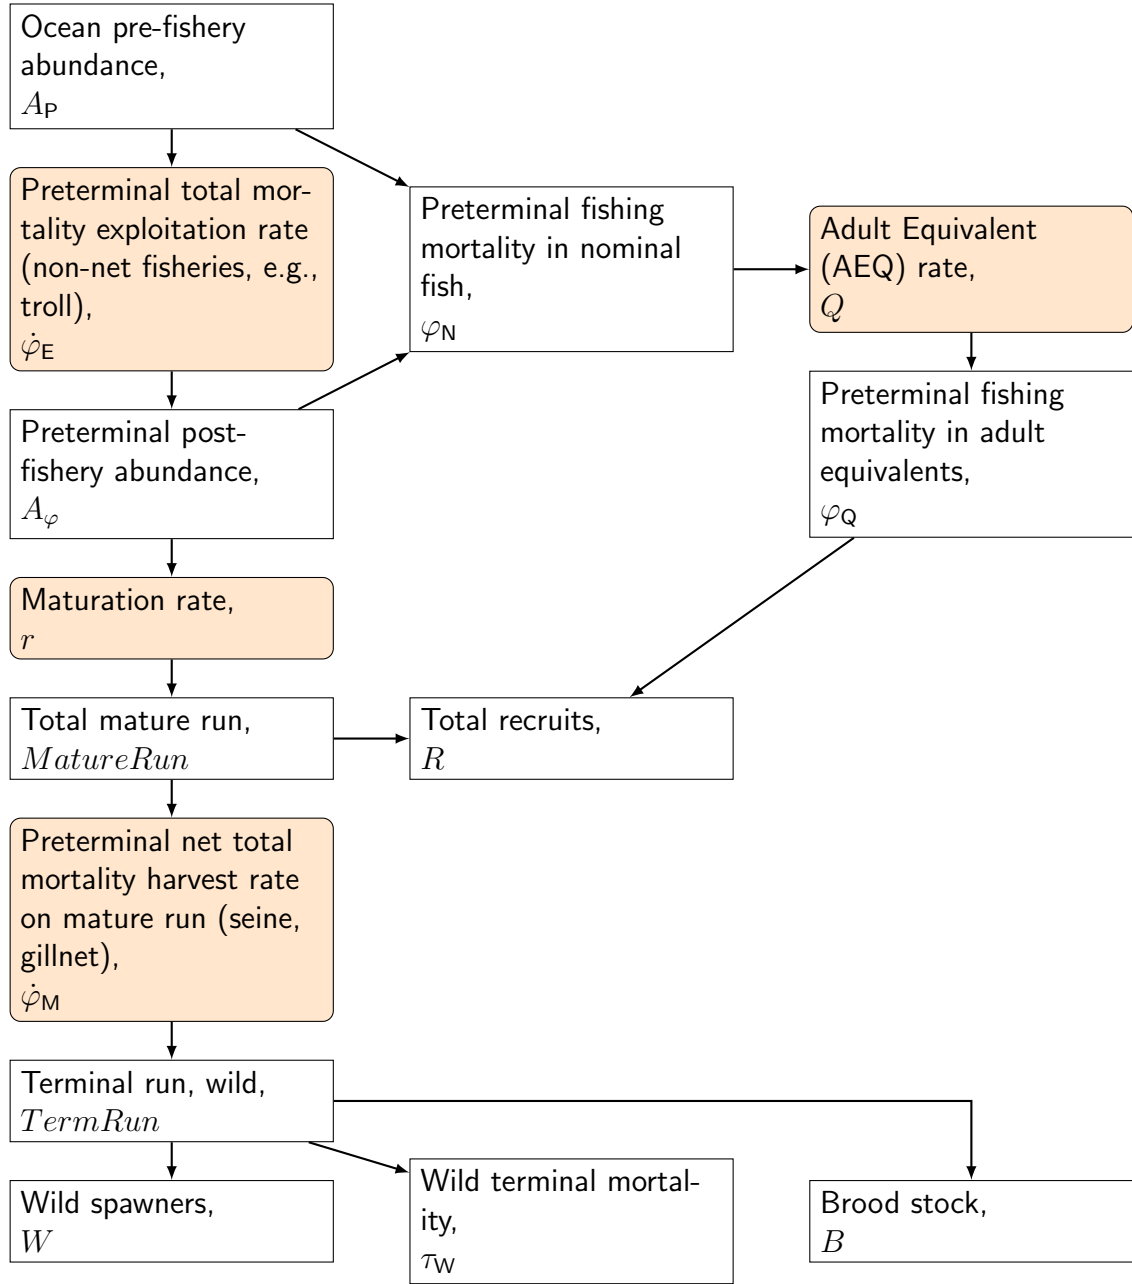 Ocean pre-fishery
abundance,
A_P
Preterminal total mor-
tality exploitation rate
(non-net fisheries, e.g.,
troll),
φ̇_E
Preterminal fishing
mortality in nominal
fish,
φ_N
Adult Equivalent
(AEQ) rate,
Q
Preterminal post-
fishery abundance,
A_φ
Preterminal fishing
mortality in adult
equivalents,
φ_Q
Maturation rate,
r
Total mature run,
MatureRun
Total recruits,
R
Preterminal net total
mortality harvest rate
on mature run (seine,
gillnet),
φ̇_M
Terminal run, wild,
TermRun
Wild spawners,
W
Wild terminal mortal-
ity,
τ_W
Brood stock,
B